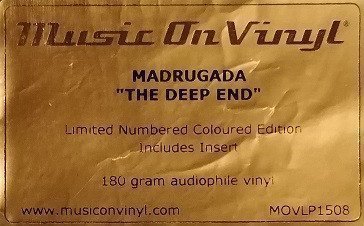 Music On Vinyl®
MADRUGADA
"THE DEEP END"
Limited Numbered Coloured Edition
Includes Insert
180 gram audiophile vinyl
www.musiconvinyl.com MOVLP1508